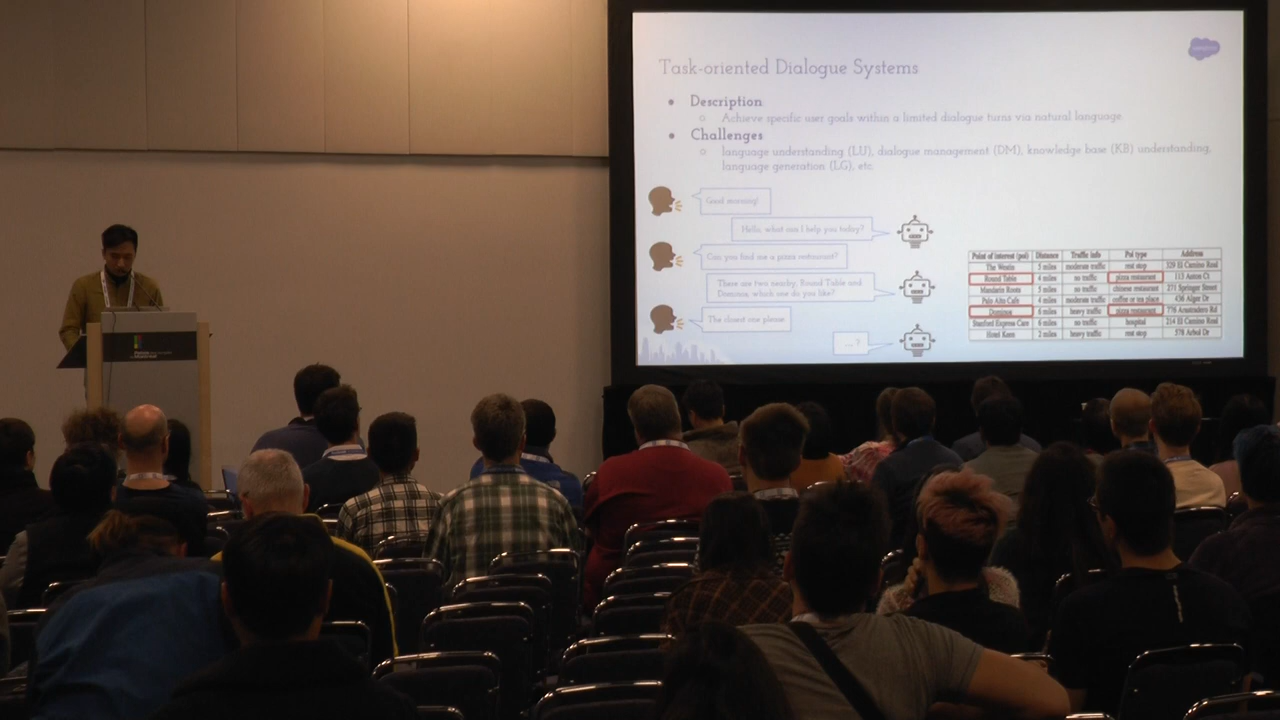 Task-oriented Dialogue Systems
Description
Achieve specific user goals within a limited dialogue turns via natural language.
Challenges
language understanding (LU), dialogue management (DM), knowledge base (KB) understanding,
language generation (LG), etc.
Good morning!
Hello, what can I help you today?
Can you find me a pizza restaurant?
There are two nearby, Round Table and
Dominos, which one do you like?
The closest one please.
... ?
Point of interest (poi) Distance Traffic info Poi type Address
The Westin 5 miles moderate traffic rest stop 329 El Camino Real
Round Table 4 miles no traffic pizza restaurant 113 Anton Ct
Mandarin Roots 5 miles no traffic chinese restaurant 271 Springer Street
Palo Alto Cafe 4 miles moderate traffic coffee or tea place 436 Alger Dr
Dominos 6 miles heavy traffic pizza restaurant 776 Arastradero Rd
Stanford Express Care 6 miles no traffic hospital 214 El Camino Real
Hotel Keen 2 miles heavy traffic rest stop 578 Arbol Dr